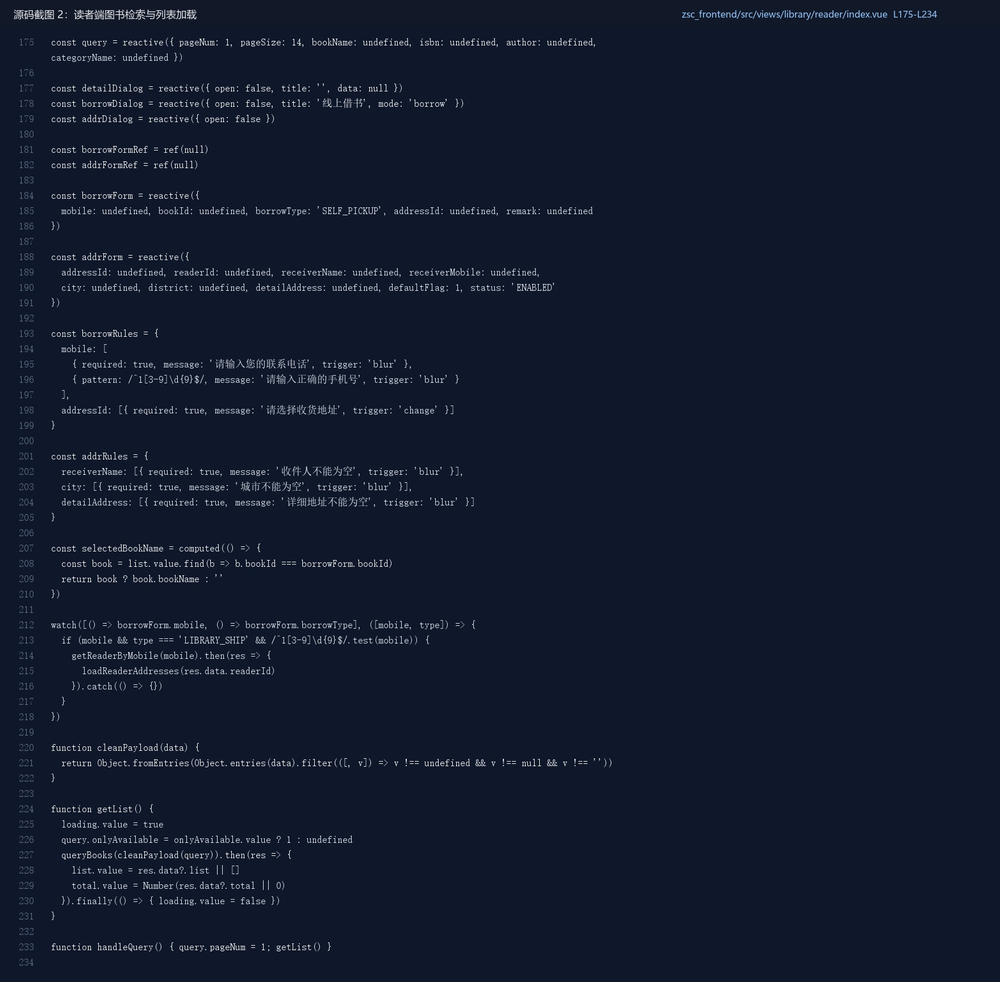 源码截图 2：读者端图书检索与列表加载
zsc_frontend/src/views/library/reader/index.vue L175-L234
175 const query = reactive({ pageNum: 1, pageSize: 14, bookName: undefined, isbn: undefined, author: undefined,
categoryName: undefined })
176
177 const detailDialog = reactive({ open: false, title: '', data: null })
178 const borrowDialog = reactive({ open: false, title: '线上借书', mode: 'borrow' })
179 const addrDialog = reactive({ open: false })
180
181 const borrowFormRef = ref(null)
182 const addrFormRef = ref(null)
183
184 const borrowForm = reactive({
185   mobile: undefined, bookId: undefined, borrowType: 'SELF_PICKUP', addressId: undefined, remark: undefined
186 })
187
188 const addrForm = reactive({
189   addressId: undefined, readerId: undefined, receiverName: undefined, receiverMobile: undefined,
190   city: undefined, district: undefined, detailAddress: undefined, defaultFlag: 1, status: 'ENABLED'
191 })
192
193 const borrowRules = {
194   mobile: [
195     { required: true, message: '请输入您的联系电话', trigger: 'blur' },
196     { pattern: /^1[3-9]\d{9}$/, message: '请输入正确的手机号', trigger: 'blur' }
197   ],
198   addressId: [{ required: true, message: '请选择收货地址', trigger: 'change' }]
199 }
200
201 const addrRules = {
202   receiverName: [{ required: true, message: '收件人不能为空', trigger: 'blur' }],
203   city: [{ required: true, message: '城市不能为空', trigger: 'blur' }],
204   detailAddress: [{ required: true, message: '详细地址不能为空', trigger: 'blur' }]
205 }
206
207 const selectedBookName = computed(() => {
208   const book = list.value.find(b => b.bookId === borrowForm.bookId)
209   return book ? book.bookName : ''
210 })
211
212 watch([() => borrowForm.mobile, () => borrowForm.borrowType], ([mobile, type]) => {
213   if (mobile && type === 'LIBRARY_SHIP' && /^1[3-9]\d{9}$/.test(mobile)) {
214     getReaderByMobile(mobile).then(res => {
215       loadReaderAddresses(res.data.readerId)
216     }).catch(() => {})
217   }
218 })
219
220 function cleanPayload(data) {
221   return Object.fromEntries(Object.entries(data).filter(([, v]) => v !== undefined && v !== null && v !== ''))
222 }
223
224 function getList() {
225   loading.value = true
226   query.onlyAvailable = onlyAvailable.value ? 1 : undefined
227   queryBooks(cleanPayload(query)).then(res => {
228     list.value = res.data?.list || []
229     total.value = Number(res.data?.total || 0)
230   }).finally(() => { loading.value = false })
231 }
232
233 function handleQuery() { query.pageNum = 1; getList() }
234